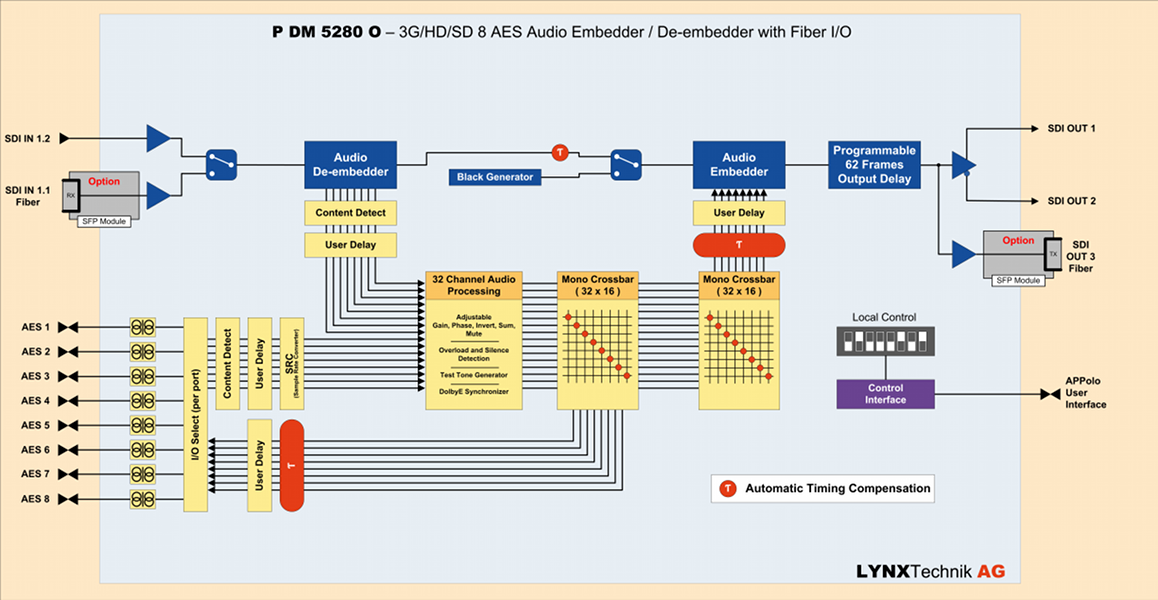 P DM 5280 O – 3G/HD/SD 8 AES Audio Embedder / De-embedder with Fiber I/O
SDI IN 1.2
SDI IN 1.1
Fiber
Option
RX
SFP Module
Audio
De-embedder
Content Detect
User Delay
τ
Black Generator
Audio
Embedder
User Delay
τ
Programmable
62 Frames
Output Delay
SDI OUT 1
SDI OUT 2
Option
TX
SFP Module
SDI
OUT 3
Fiber
32 Channel Audio
Processing
Adjustable
Gain, Phase, Invert, Sum,
Mute
Overload and Silence
Detection
Test Tone Generator
DolbyE Synchronizer
Mono Crossbar
( 32 x 16 )
Mono Crossbar
( 32 x 16 )
AES 1
AES 2
AES 3
AES 4
AES 5
AES 6
AES 7
AES 8
I/O Select (per port)
Content Detect
User Delay
SRC
(Sample Rate Converter)
User Delay
τ
Local Control
Control
Interface
APPolo
User
Interface
τ Automatic Timing Compensation
LYNXTechnik AG